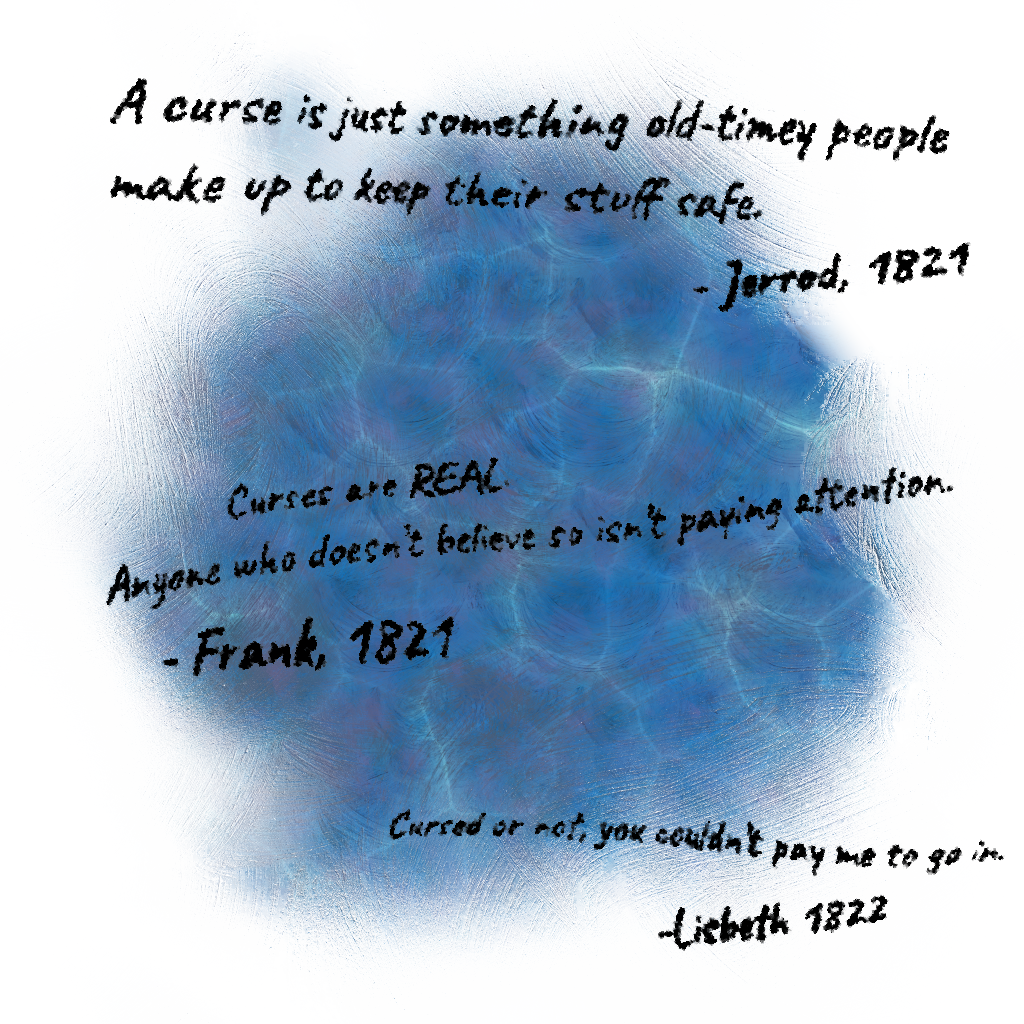 A curse is just something old-timey people
make up to keep their stuff safe.
- Jerrod, 1821
Curses are REAL.
Anyone who doesn't believe so isn't paying attention.
- Frank, 1821
Cursed or not, you couldn't pay me to go in.
-Lisbeth 1822